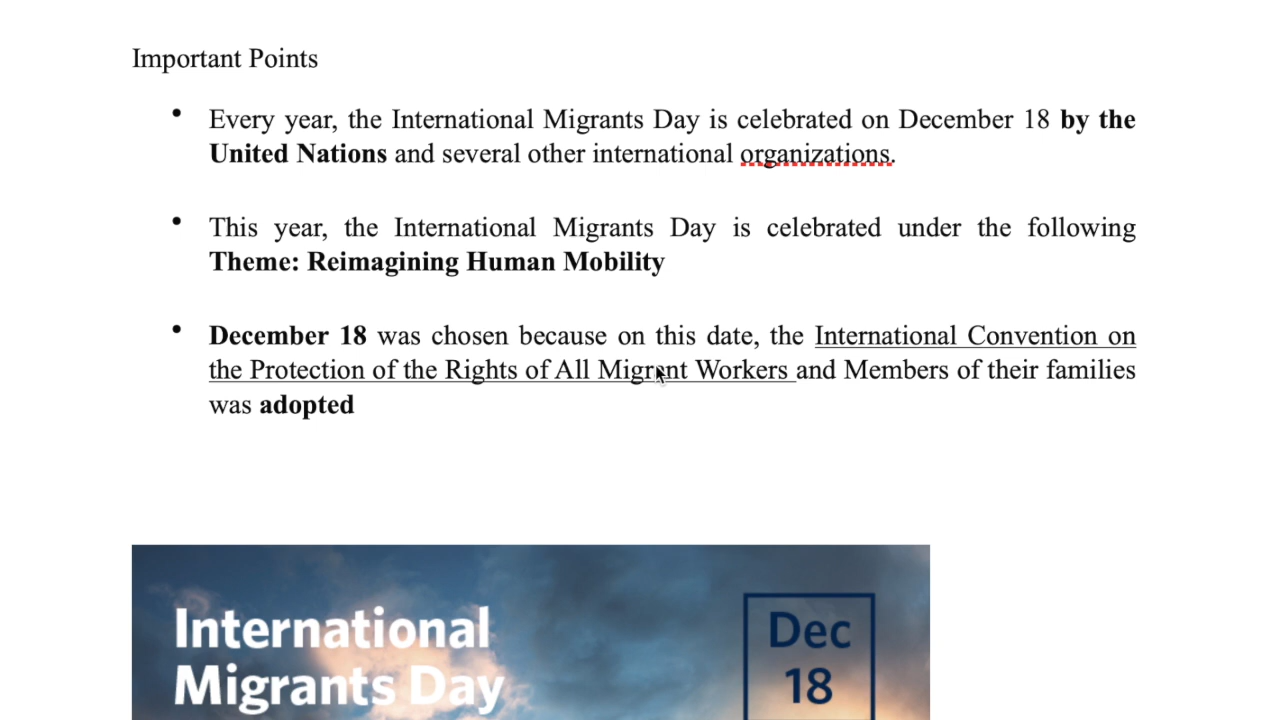 Important Points
• Every year, the International Migrants Day is celebrated on December 18 by the
United Nations and several other international organizations.
• This year, the International Migrants Day is celebrated under the following
Theme: Reimagining Human Mobility
• December 18 was chosen because on this date, the International Convention on
the Protection of the Rights of All Migrant Workers and Members of their families
was adopted
International
Migrants Day
Dec
18